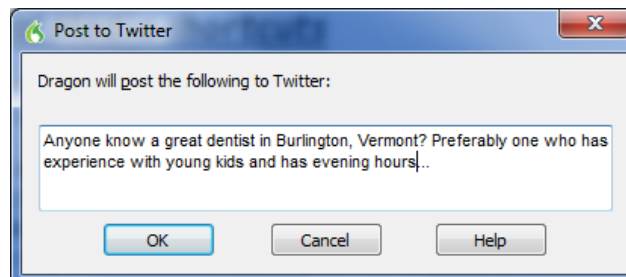 Post to Twitter
Dragon will post the following to Twitter:
Anyone know a great dentist in Burlington, Vermont? Preferably one who has
experience with young kids and has evening hours...
OK
Cancel
Help